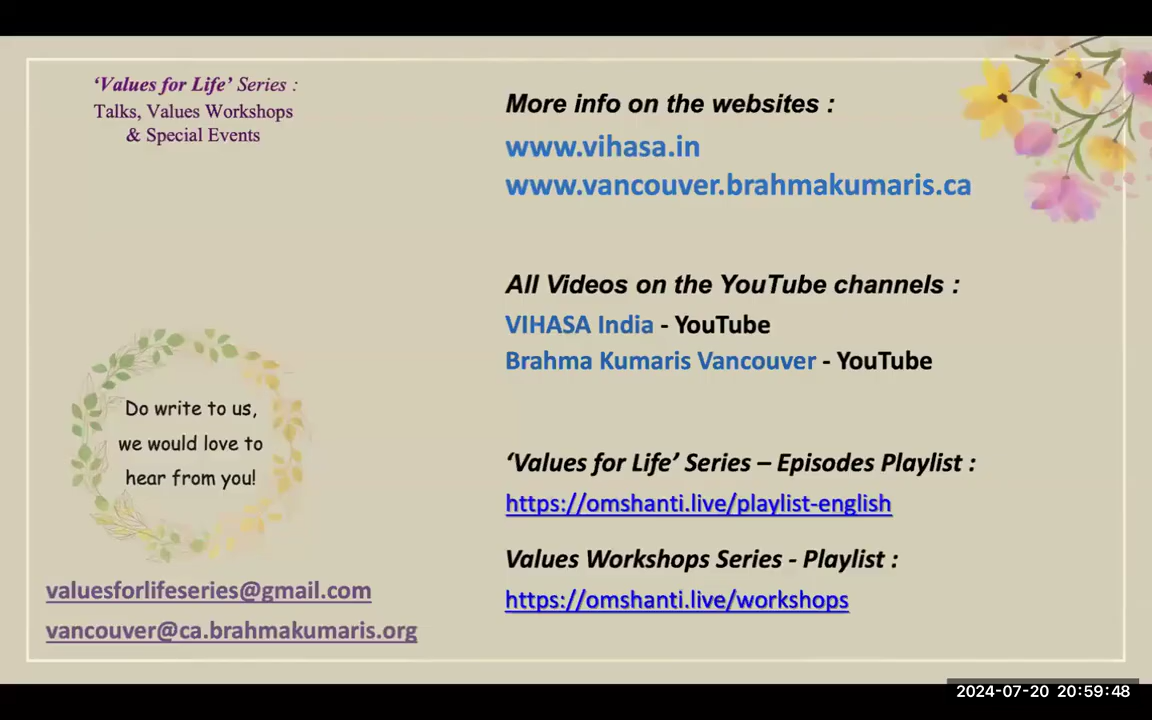 ‘Values for Life’ Series :
Talks, Values Workshops
& Special Events
Do write to us,
we would love to
hear from you!
valuesforlifeseries@gmail.com
vancouver@ca.brahmakumaris.org
More info on the websites :
www.vihasa.in
www.vancouver.brahmakumaris.ca
All Videos on the YouTube channels :
VIHASA India - YouTube
Brahma Kumaris Vancouver - YouTube
‘Values for Life’ Series – Episodes Playlist :
https://omshanti.live/playlist-english
Values Workshops Series - Playlist :
https://omshanti.live/workshops
2024-07-20 20:59:48